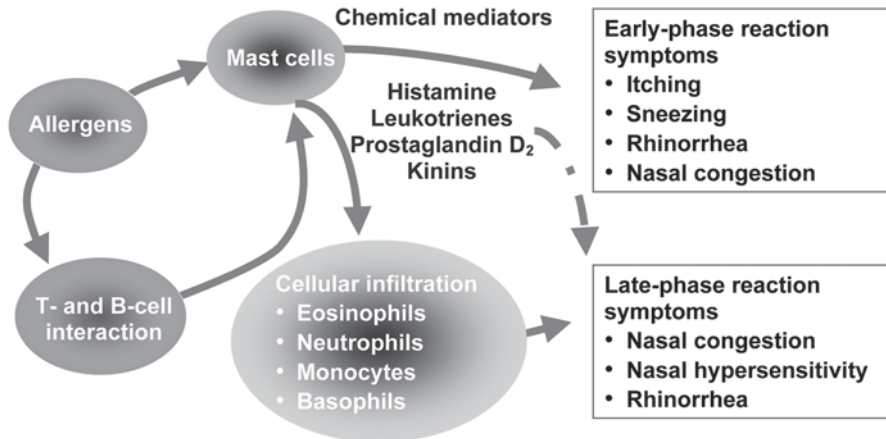 Chemical mediators
Mast cells
Allergens
Histamine
Leukotrienes
Prostaglandin D₂
Kinins
Early-phase reaction
symptoms
• Itching
• Sneezing
• Rhinorrhea
• Nasal congestion
T- and B-cell
interaction
Cellular infiltration
• Eosinophils
• Neutrophils
• Monocytes
• Basophils
Late-phase reaction
symptoms
• Nasal congestion
• Nasal hypersensitivity
• Rhinorrhea